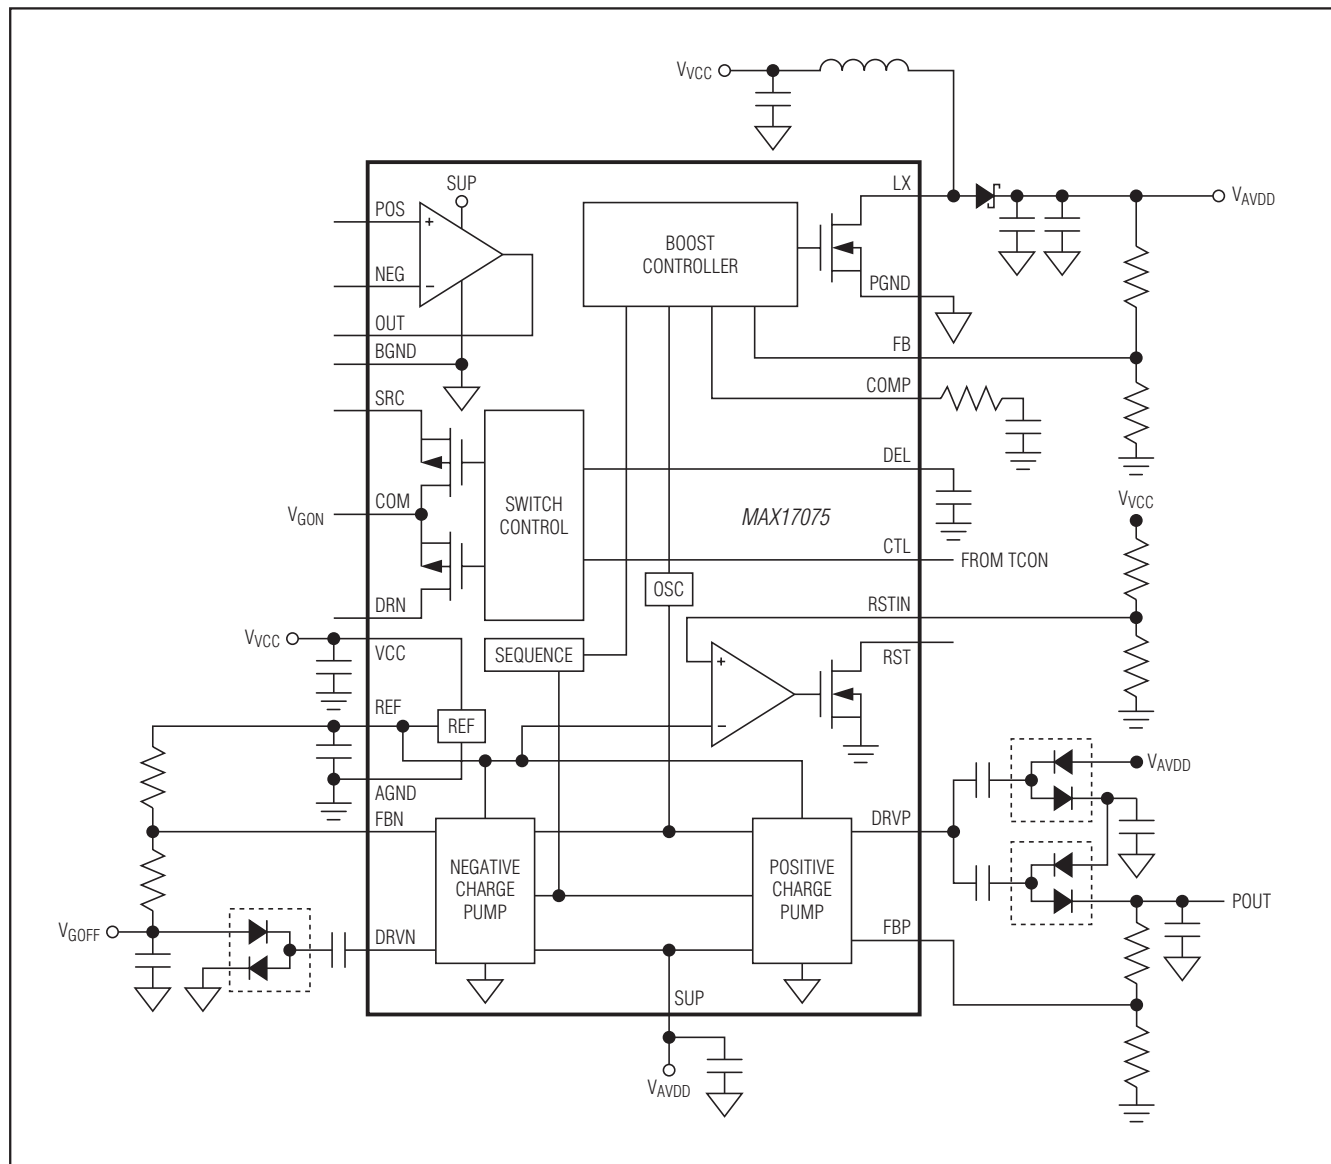 VVCC
LX
VAVDD
SUP
POS
+
BOOST
CONTROLLER
NEG
−
PGND
OUT
BGND
FB
COMP
SRC
DEL
VVCC
COM
VGON
SWITCH
CONTROL
MAX17075
CTL
FROM TCON
OSC
DRN
RSTIN
VVCC
VCC
SEQUENCE
RST
+
REF
REF
−
VAVDD
AGND
FBN
DRVP
NEGATIVE
CHARGE
PUMP
POSITIVE
CHARGE
PUMP
POUT
VGOFF
DRVN
FBP
SUP
VAVDD